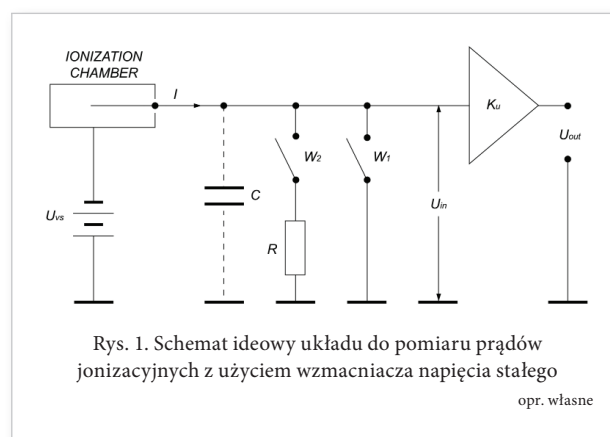 IONIZATION
CHAMBER
I
Ku
Uout
W2
W1
Uvs
C
Uin
R
Rys. 1. Schemat ideowy układu do pomiaru prądów
jonizacyjnych z użyciem wzmacniacza napięcia stałego
opr. własne